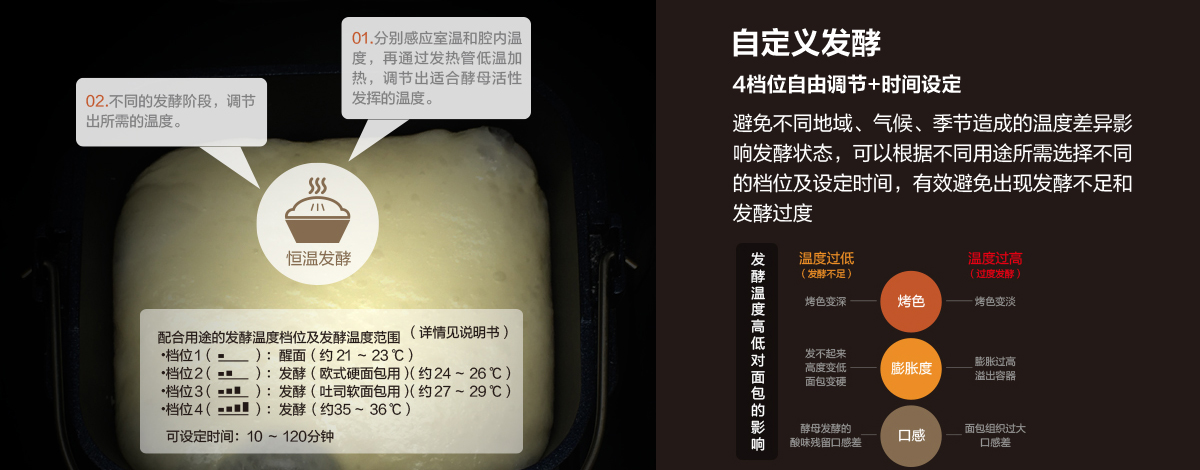 01.分别感应室温和腔内温
度，再通过发热管低温加
热，调节出适合酵母活性
发挥的温度。
02.不同的发酵阶段，调节
出所需的温度。
恒温发酵
配合用途的发酵温度档位及发酵温度范围（详情见说明书）
•档位1（ ）：醒面（约 21 ~ 23 ℃）
•档位2（ ）：发酵（欧式硬面包用）（约 24 ~ 26 ℃）
•档位3（ ）：发酵（吐司软面包用）（约 27 ~ 29 ℃）
•档位4（ ）：发酵（约35 ~ 36 ℃）
可设定时间：10 ~ 120分钟
自定义发酵
4档位自由调节+时间设定
避免不同地域、气候、季节造成的温度差异影
响发酵状态，可以根据不同用途所需选择不同
的档位及设定时间，有效避免出现发酵不足和
发酵过度
发酵温度高低对面包的影响
温度过低
（发酵不足）
温度过高
（过度发酵）
烤色变深
烤色
烤色变淡
发不起来
高度变低
面包变硬
膨胀度
膨胀过高
溢出容器
酵母发酵的
酸味残留口感差
口感
面包组织过大
口感差